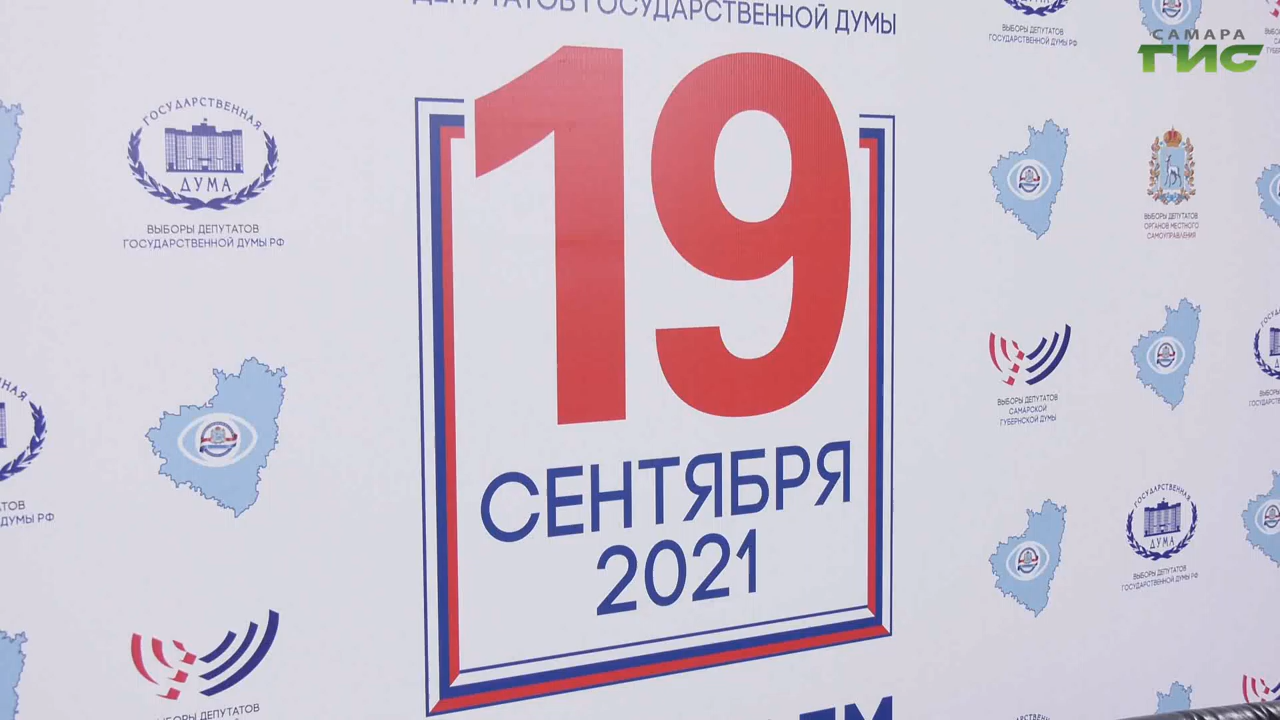 ДЕПУТАТОВ ГОСУДАРСТВЕННОЙ ДУМЫ
19
СЕНТЯБРЯ
2021
САМАРА
ГИС
ГОСУДАРСТВЕННАЯ
ДУМА
ВЫБОРЫ ДЕПУТАТОВ
ГОСУДАРСТВЕННОЙ ДУМЫ РФ
ТОВ
ДУМЫ РФ
ВЫБОРЫ ДЕПУТАТОВ
ВЫБОРЫ ДЕПУТАТОВ
ГОСУДАРСТВЕННОЙ ДУМЫ РФ
ВЫБОРЫ ДЕПУТАТОВ
ОРГАНОВ МЕСТНОГО
САМОУПРАВЛЕНИЯ
ВЫБОРЫ ДЕПУТАТОВ
САМАРСКОЙ
ГУБЕРНСКОЙ ДУМЫ
ГОСУДАРСТВЕННАЯ
ДУМА
ВЫБОРЫ ДЕПУТАТОВ
ГОСУДАРСТВЕННОЙ ДУМЫ РФ